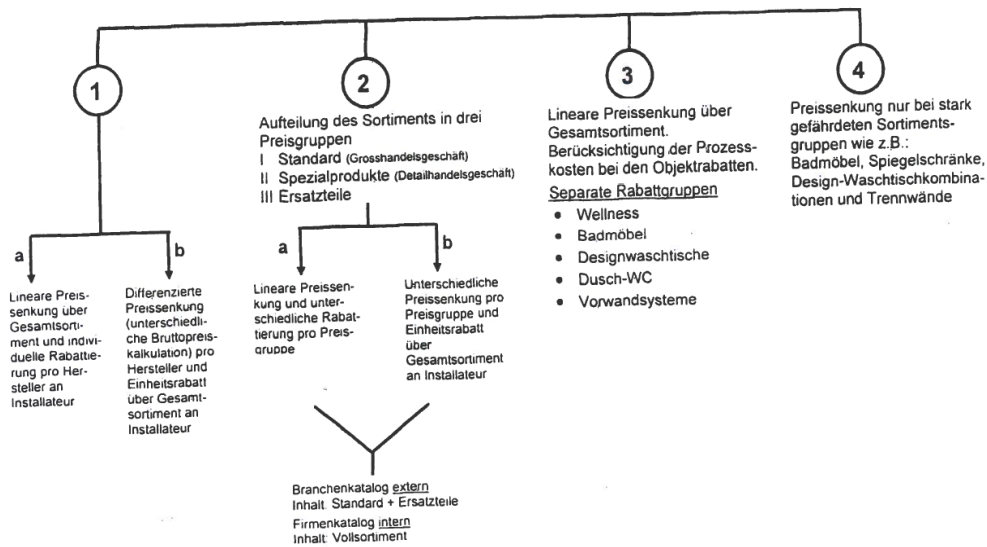 1
2
3
4
Aufteilung des Sortiments in drei
Preisgruppen
I Standard (Grosshandelsgeschäft)
II Spezialprodukte (Detailhandelsgeschäft)
III Ersatzteile
Lineare Preissenkung über
Gesamtsortiment.
Berücksichtigung der Prozess-
kosten bei den Objektrabatten.
Separate Rabattgruppen
• Wellness
• Badmöbel
• Designwaschtische
• Dusch-WC
• Vorwandsysteme
Preissenkung nur bei stark
gefährdeten Sortiments-
gruppen wie z.B.:
Badmöbel, Spiegelschränke,
Design-Waschtischkombina-
tionen und Trennwände
a
b
Lineare Preis-
senkung über
Gesamtsorti-
ment und indivi-
duelle Rabattie-
rung pro Her-
steller an
Installateur
Differenzierte
Preissenkung
(unterschiedli-
che Bruttopreis-
kalkulation) pro
Hersteller und
Einheitsrabatt
über Gesamt-
sortiment an
Installateur
a
b
Lineare Preissen-
kung und unter-
schiedliche Rabat-
tierung pro Preis-
gruppe
Unterschiedliche
Preissenkung pro
Preisgruppe und
Einheitsrabatt
über
Gesamtsortiment
an Installateur
Branchenkatalog extern
Inhalt: Standard + Ersatzteile
Firmenkatalog intern
Inhalt: Vollsortiment